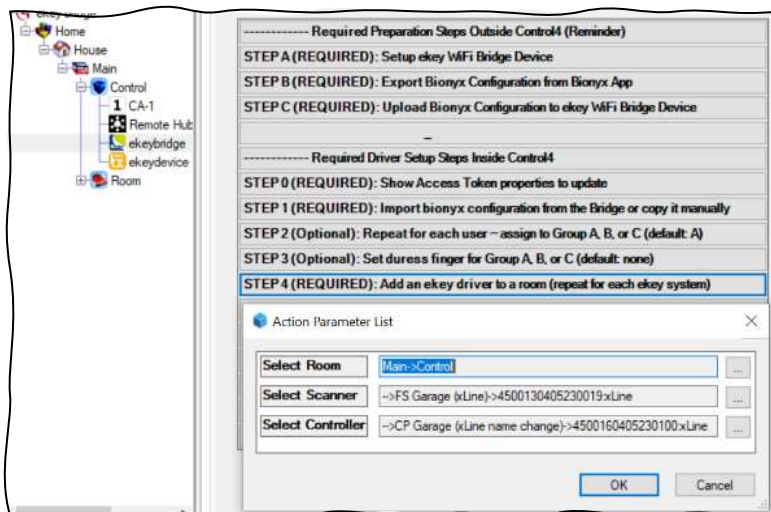 ekey bridge
Home
House
Main
Control
1 CA-1
Remote Hub
ekeybridge
ekeydevice
Room
------------ Required Preparation Steps Outside Control4 (Reminder)
STEP A (REQUIRED): Setup ekey WiFi Bridge Device
STEP B (REQUIRED): Export Bionyx Configuration from Bionyx App
STEP C (REQUIRED): Upload Bionyx Configuration to ekey WiFi Bridge Device
_
------------ Required Driver Setup Steps Inside Control4
STEP 0 (REQUIRED): Show Access Token properties to update
STEP 1 (REQUIRED): Import bionyx configuration from the Bridge or copy it manually
STEP 2 (Optional): Repeat for each user – assign to Group A, B, or C (default: A)
STEP 3 (Optional): Set duress finger for Group A, B, or C (default: none)
STEP 4 (REQUIRED): Add an ekey driver to a room (repeat for each ekey system)
Action Parameter List
Select Room Main->Control ...
Select Scanner -->FS Garage (xLine)->4500130405230019:xLine ...
Select Controller -->CP Garage (xLine name change)->4500160405230100:xLine ...
OK Cancel